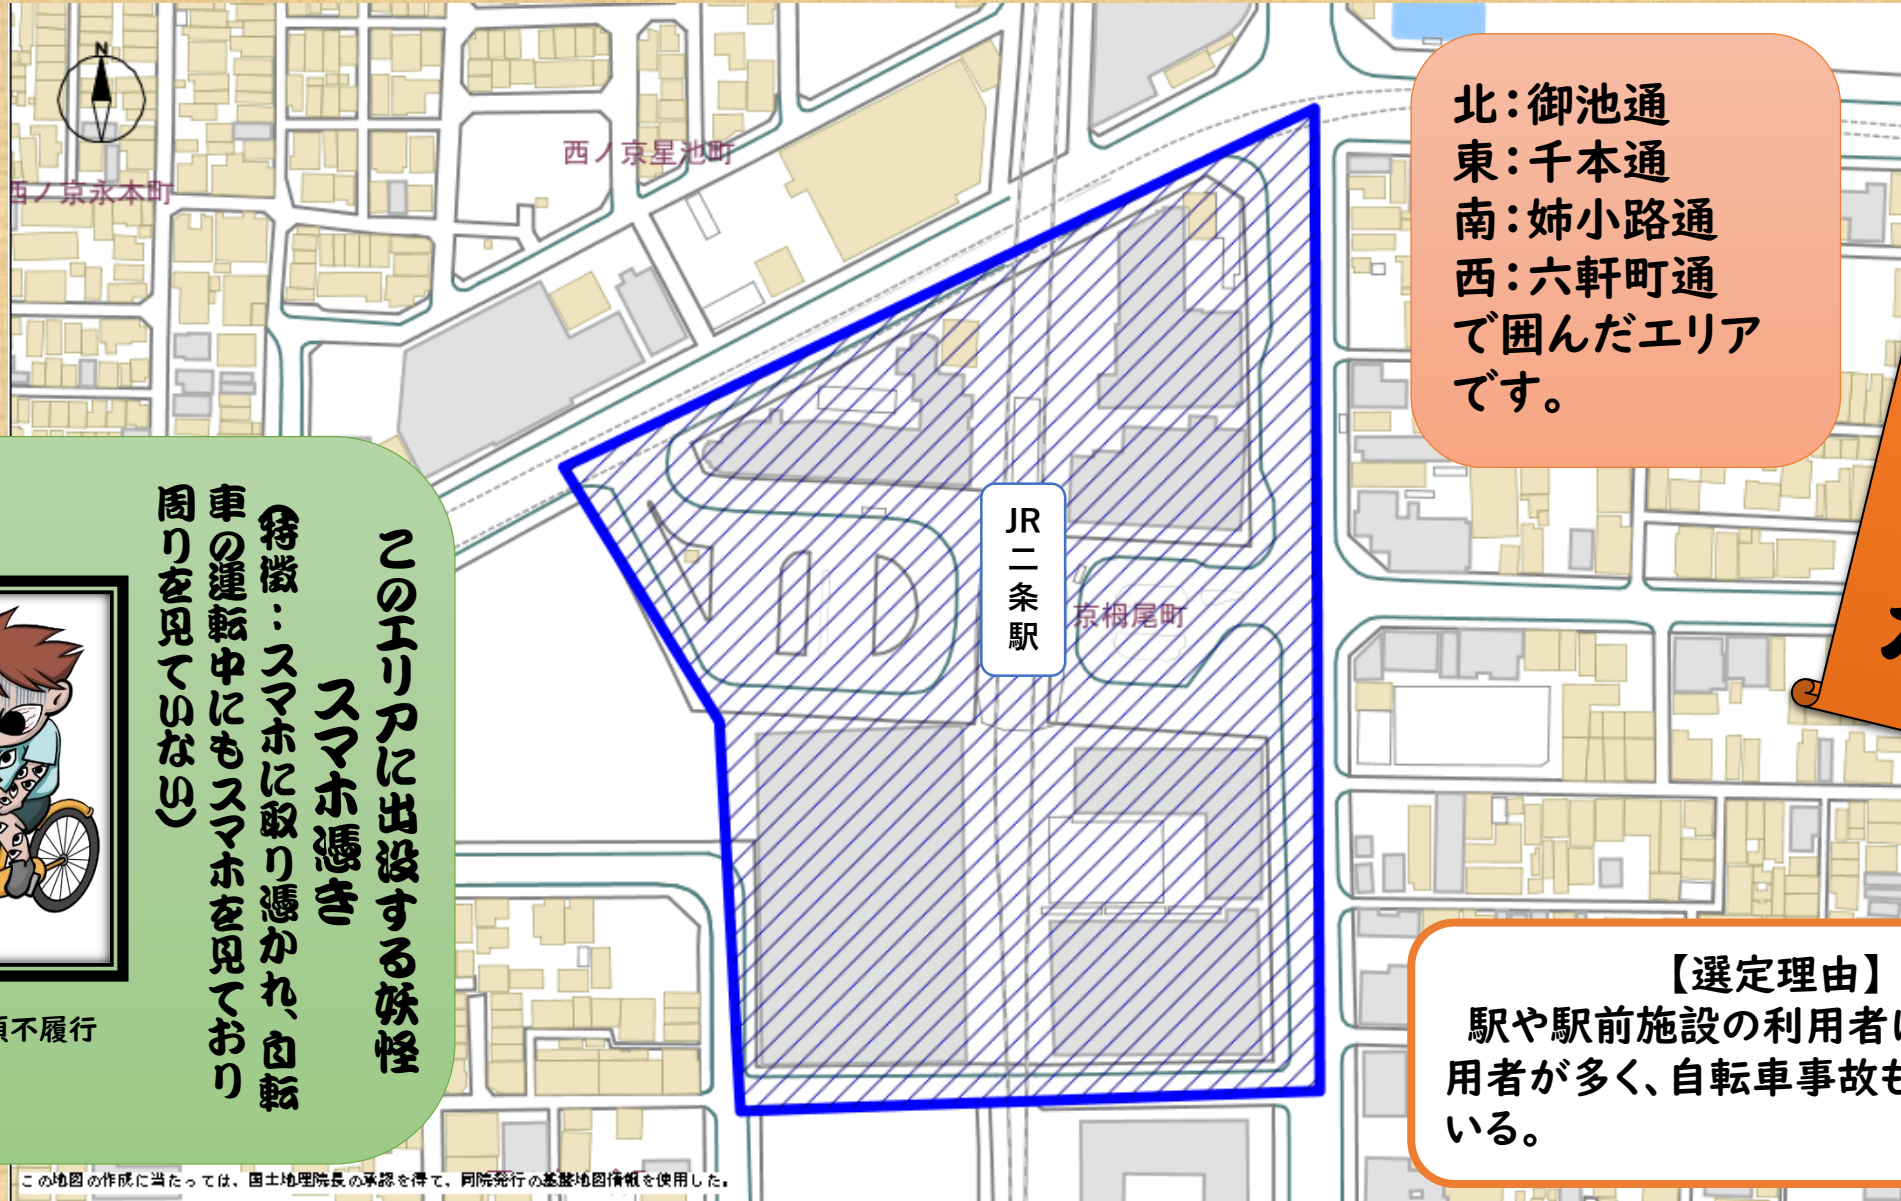 N
西ノ京星池町
西ノ京永本町
北：御池通
東：千本通
南：姉小路通
西：六軒町通
で囲んだエリア
です。
JR
二
条
駅
京栂尾町
このエリアに出没する妖怪
スマホ憑き
（特徴：スマホに取り憑かれ、自転
車の運転中にもスマホを見ており
周りを見ていない）
不履行
【選定理由】
駅や駅前施設の利用者
用者が多く、自転車事故も
いる。
この地図の作成に当たっては、国土地理院長の承認を得て、同院発行の基盤地図情報を使用した。